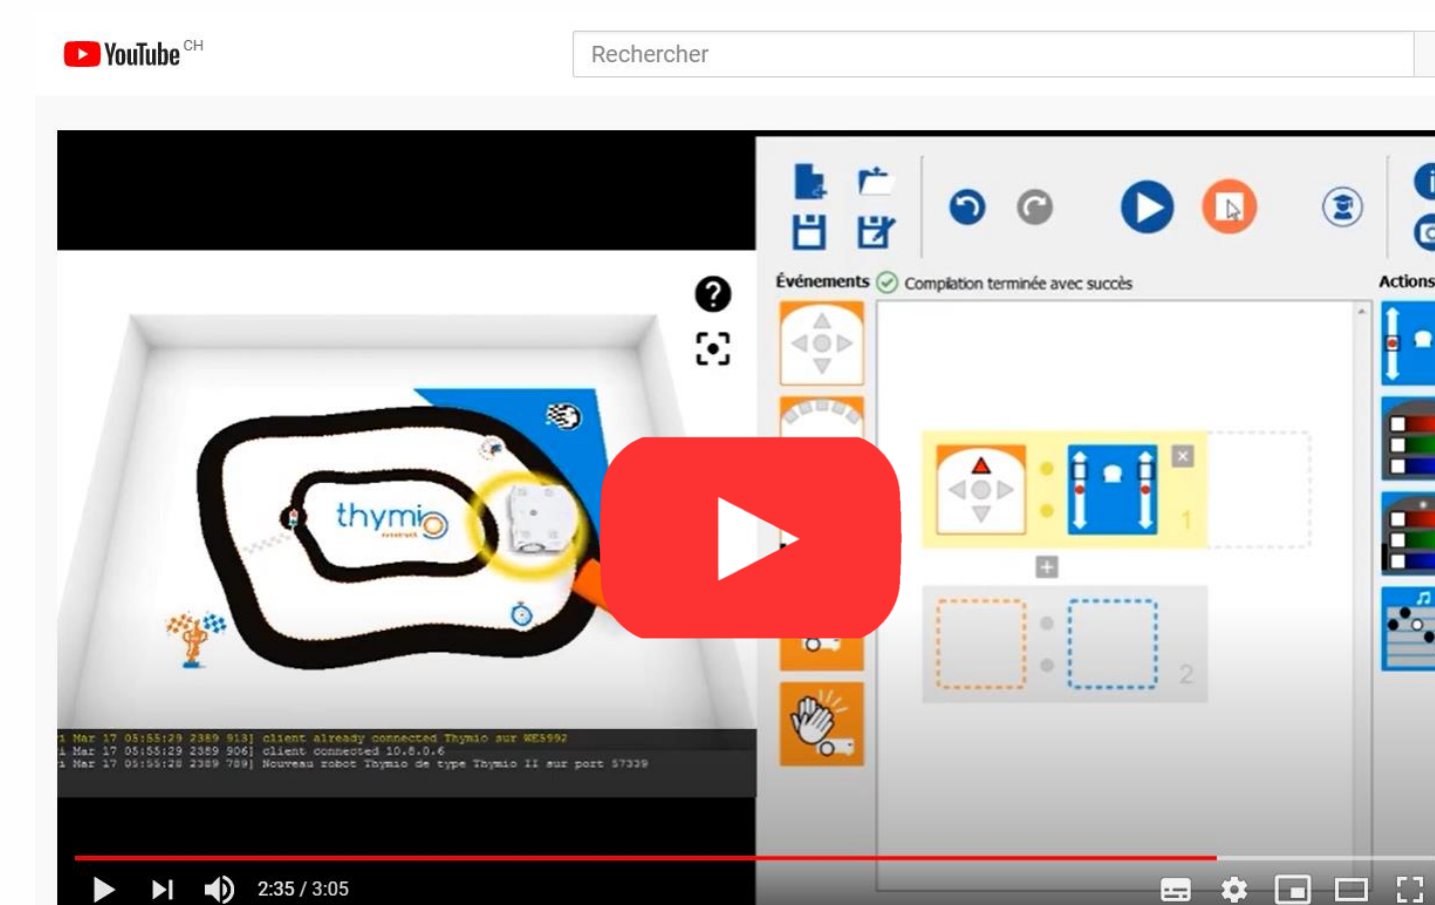 YouTube CH
Rechercher
Événements
Compilation terminée avec succès
Actions
thymio
1
2
i Mar 17 05:55:29 2389 913] client already connected Thymio sur WE5992
i Mar 17 05:55:29 2389 906] client connected 10.8.0.6
i Mar 17 05:55:28 2389 789] Nouveau robot Thymio de type Thymio II sur port 57339
2:35 / 3:05